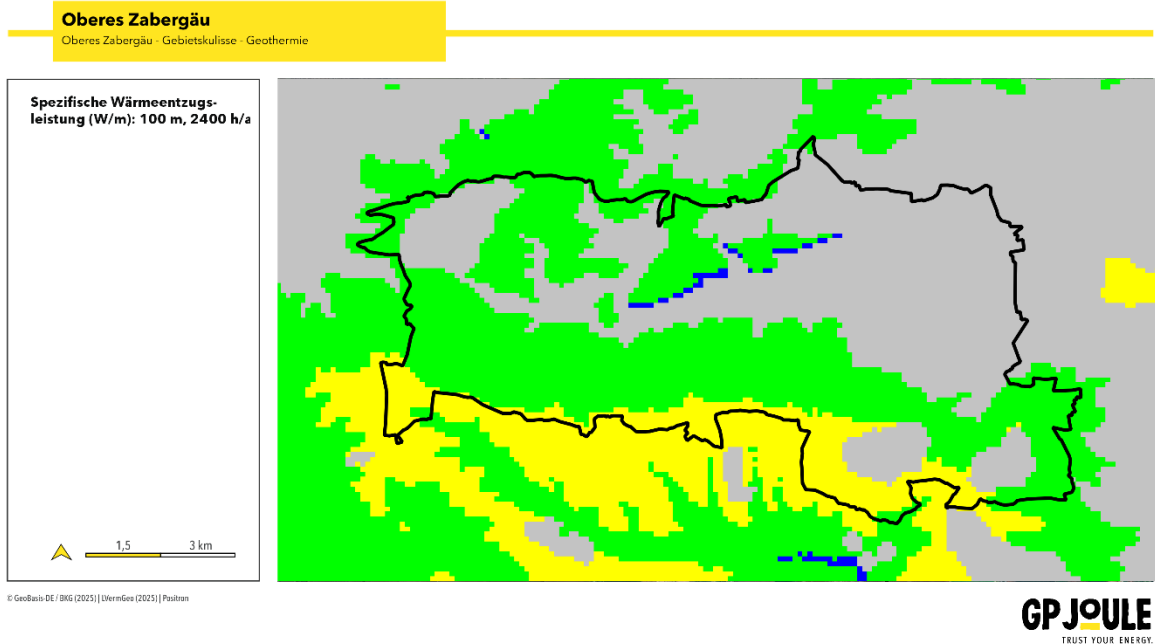 Oberes Zabergäu
Oberes Zabergäu - Gebietskulisse - Geothermie
Spezifische Wärmeentzugs-
leistung (W/m): 100 m, 2400 h/a
1,5
3 km
© GeoBasis-DE / BKG (2025) | LVermGeo (2025) | Positron
GP JOULE
TRUST YOUR ENERGY.